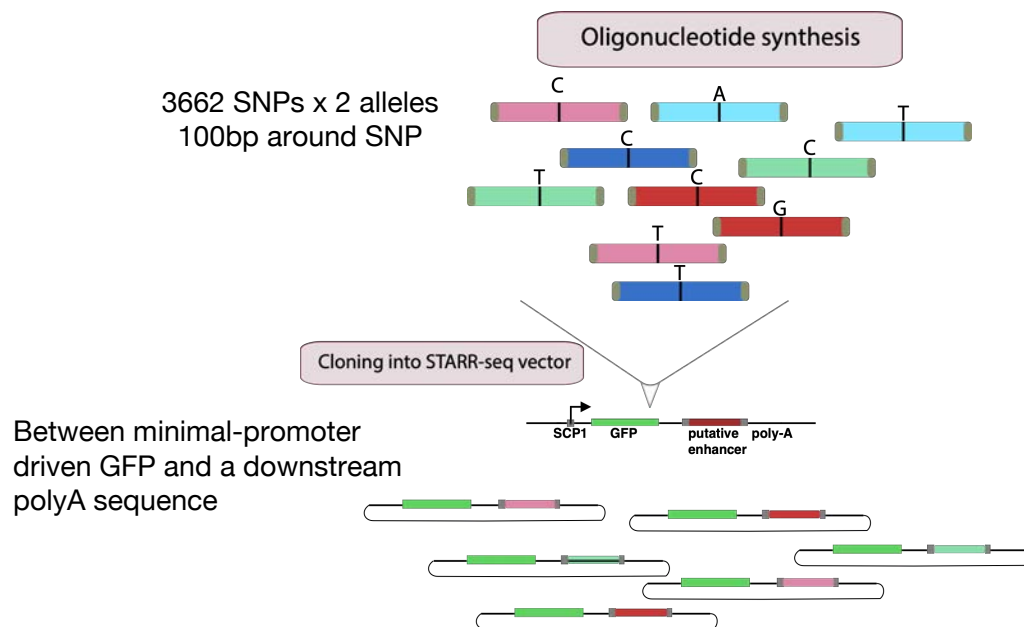 Oligonucleotide synthesis
3662 SNPs x 2 alleles
100bp around SNP
C
A
T
C
C
T
C
G
T
T
Cloning into STARR-seq vector
SCP1 GFP putative enhancer poly-A
Between minimal-promoter
driven GFP and a downstream
polyA sequence